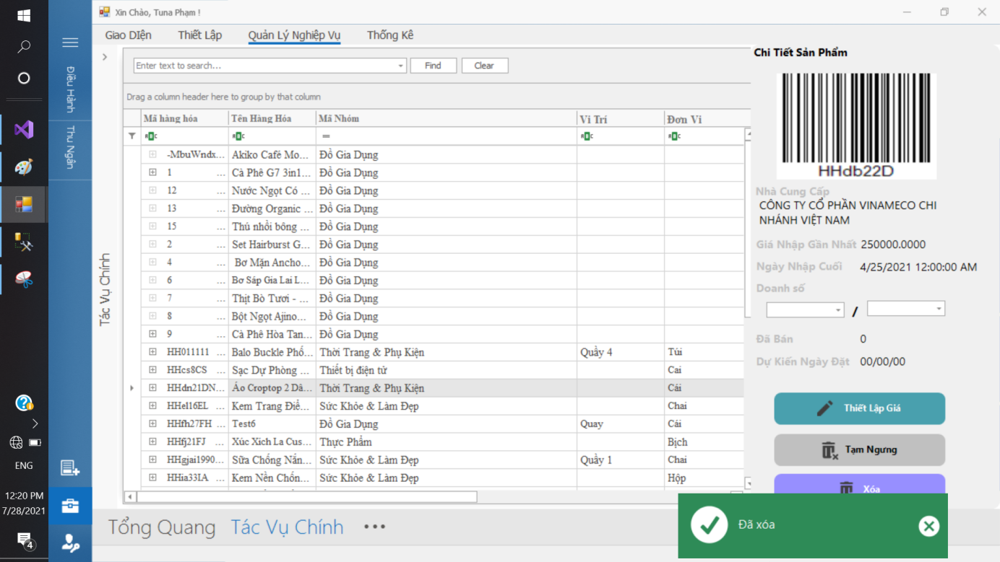 Xin Chào, Tuna Phạm !
Giao DIện Thiết Lập Quản Lý Nghiệp Vụ Thống Kê
Điều Hành
Thu Ngân
Tác Vụ Chính
Enter text to search... Find Clear
Drag a column header here to group by that column
Mã hàng hóa Tên Hàng Hóa Mã Nhóm Vị Trí Đơn Vị
-MbuWndx... Akiko Café Mo... Đồ Gia Dụng
1 ... Cà Phê G7 3in1... Đồ Gia Dụng
12 ... Nước Ngọt Có ... Đồ Gia Dụng
13 ... Đường Organic ... Đồ Gia Dụng
15 ... Thú nhồi bông ... Đồ Gia Dụng
2 ... Set Hairburst G... Đồ Gia Dụng
4 ... Bơ Mặn Ancho... Đồ Gia Dụng
6 ... Bơ Sáp Gia Lai L... Đồ Gia Dụng
7 ... Thịt Bò Tươi - ... Đồ Gia Dụng
8 ... Bột Ngọt Ajino... Đồ Gia Dụng
9 ... Cà Phê Hòa Tan... Đồ Gia Dụng
HH011111 ... Balo Buckle Phố... Thời Trang & Phụ Kiện Quầy 4 Túi
HHcs8CS ... Sạc Dự Phòng ... Thiết bị điện tử Cai
HHdn21DN... Áo Croptop 2 Dâ... Thời Trang & Phụ Kiện Cái
HHel16EL ... Kem Trang Điể... Sức Khỏe & Làm Đẹp Chai
HHfh27FH ... Test6 Đồ Gia Dụng Quay Cái
HHfj21FJ ... Xúc Xich La Cus... Thực Phẩm Bịch
HHgjai1990... Sữa Chống Nắn... Sức Khỏe & Làm Đẹp Quầy 1 Chai
HHia33IA ... Kem Nền Chốn... Sức Khỏe & Làm Đẹp Hộp
Chi Tiết Sản Phẩm
HHdb22D
Nhà Cung Cấp
CÔNG TY CỔ PHẦN VINAMECO CHI
NHÁNH VIỆT NAM
Giá Nhập Gần Nhất 250000.0000
Ngày Nhập Cuối 4/25/2021 12:00:00 AM
Doanh số
/
Đã Bán 0
Dự Kiến Ngày Đặt 00/00/00
Thiết Lập Giá
Tạm Ngưng
Xóa
Đã xóa
Tổng Quang Tác Vụ Chính •••
ENG
12:20 PM
7/28/2021
4